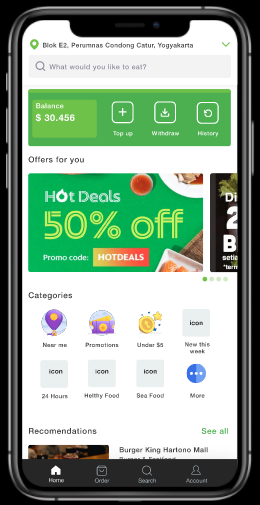 Blok E2, Perumnas Condong Catur, Yogyakarta
What would you like to eat?
Balance
$ 30.456
Top up
Withdraw
History
Offers for you
Hot Deals
50% off
Promo code: HOTDEALS
Di
2
B
setia
*term
Categories
Near me
Promotions
Under $5
icon
New this
week
icon
24 Hours
icon
Helthy Food
icon
Sea Food
More
Recomendations
See all
Burger King Hartono Mall
Home
Order
Search
Account